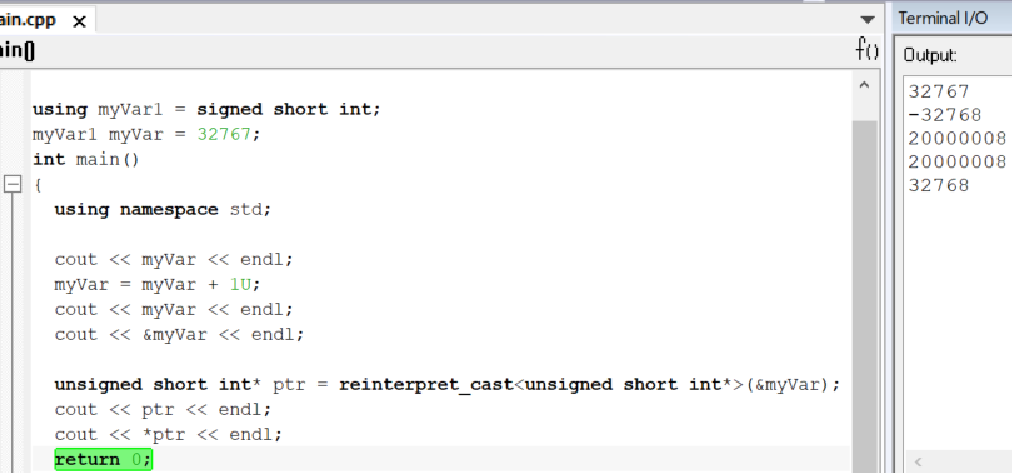 ain.cpp x
ain()
f()
using myVar1 = signed short int;
myVar1 myVar = 32767;
int main()
{
using namespace std;
cout << myVar << endl;
myVar = myVar + 1U;
cout << myVar << endl;
cout << &myVar << endl;
unsigned short int* ptr = reinterpret_cast<unsigned short int*>(&myVar);
cout << ptr << endl;
cout << *ptr << endl;
return 0;
Terminal I/O
Output:
32767
-32768
20000008
20000008
32768